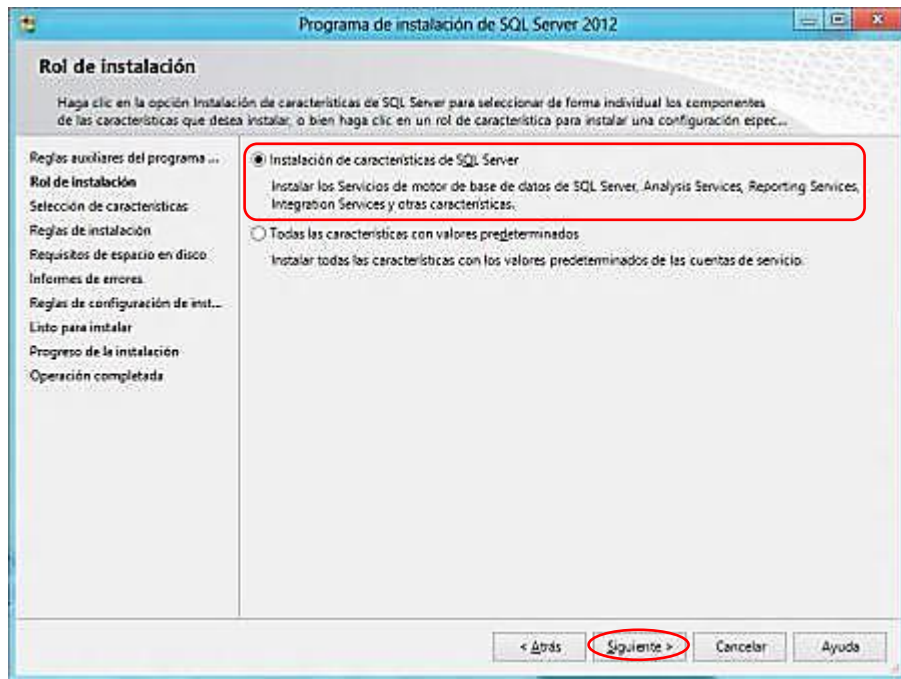 Programa de instalación de SQL Server 2012
Rol de instalación
Haga clic en la opción Instalación de características de SQL Server para seleccionar de forma individual los componentes
de las características que desea instalar, o bien haga clic en un rol de característica para instalar una configuración espec...
Reglas auxiliares del programa ...
Rol de instalación
Selección de características
Reglas de instalación
Requisitos de espacio en disco
Informes de errores
Reglas de configuración de inst...
Listo para instalar
Progreso de la instalación
Operación completada
Instalación de características de SQL Server
Instalar los Servicios de motor de base de datos de SQL Server, Analysis Services, Reporting Services,
Integration Services y otras características.
Todas las características con valores predeterminados
Instalar todas las características con los valores predeterminados de las cuentas de servicio.
< Atrás
Siguiente >
Cancelar
Ayuda